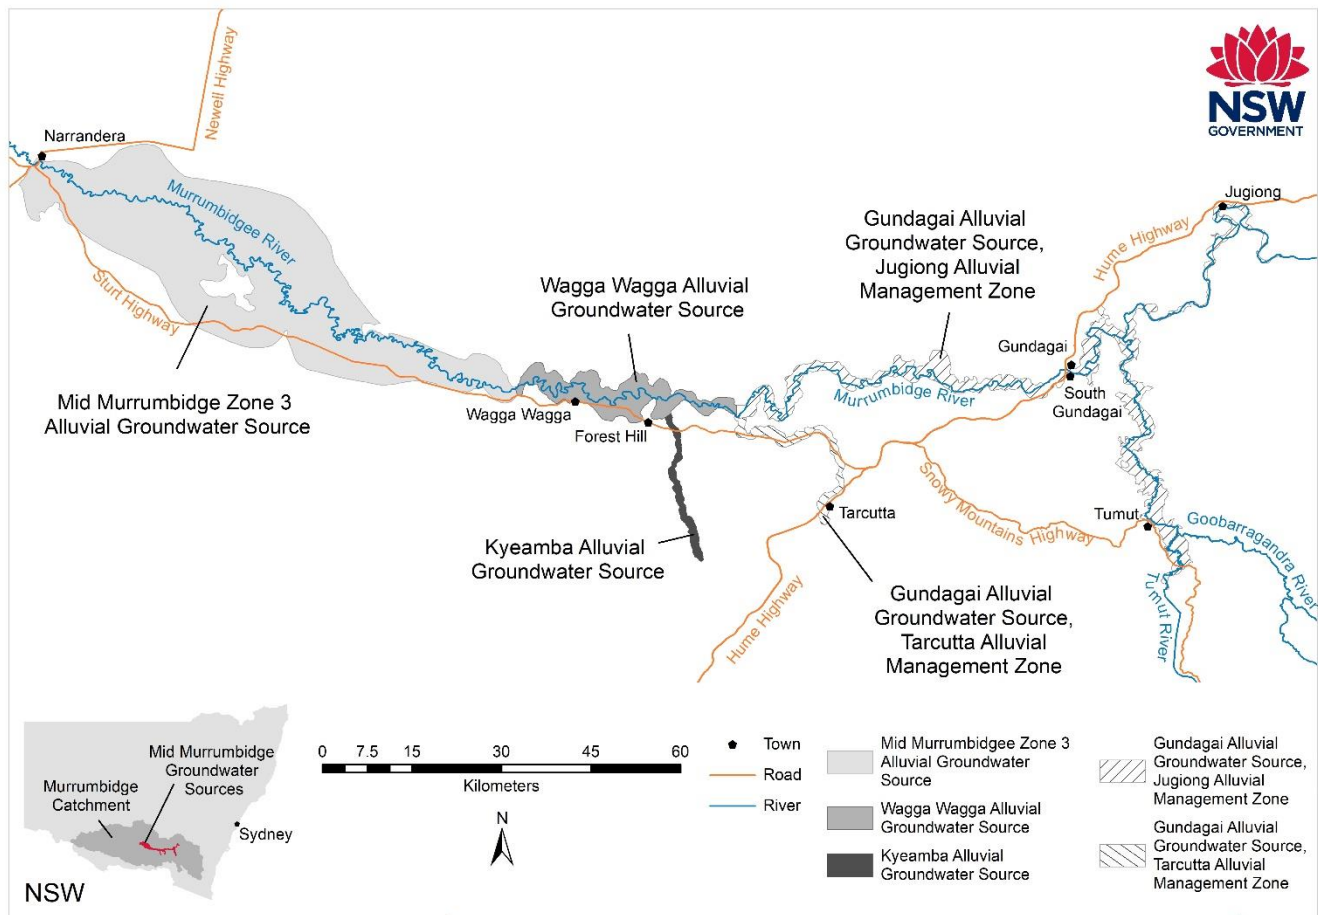 NSW
GOVERNMENT
Newell Highway
Narrandera
Murrumbidgee River
Sturt Highway
Mid Murrumbidge Zone 3
Alluvial Groundwater Source
Wagga Wagga Alluvial
Groundwater Source
Wagga Wagga
Forest Hill
Kyeamba Alluvial
Groundwater Source
Gundagai Alluvial
Groundwater Source,
Jugiong Alluvial
Management Zone
Murrumbidge River
Hume Highway
Jugiong
Gundagai
South
Gundagai
Tarcutta
Snowy Mountains Highway
Tumut
Goobarragandra River
Tumut River
Hume Highway
Gundagai Alluvial
Groundwater Source,
Tarcutta Alluvial
Management Zone
Mid Murrumbidge
Groundwater
Sources
Murrumbidge
Catchment
Sydney
NSW
0 7.5 15 30 45 60
Kilometers
N
Town
Road
River
Mid Murrumbidgee Zone 3
Alluvial Groundwater
Source
Wagga Wagga Alluvial
Groundwater Source
Kyeamba Alluvial
Groundwater Source
Gundagai Alluvial
Groundwater Source,
Jugiong Alluvial
Management Zone
Gundagai Alluvial
Groundwater Source,
Tarcutta Alluvial
Management Zone